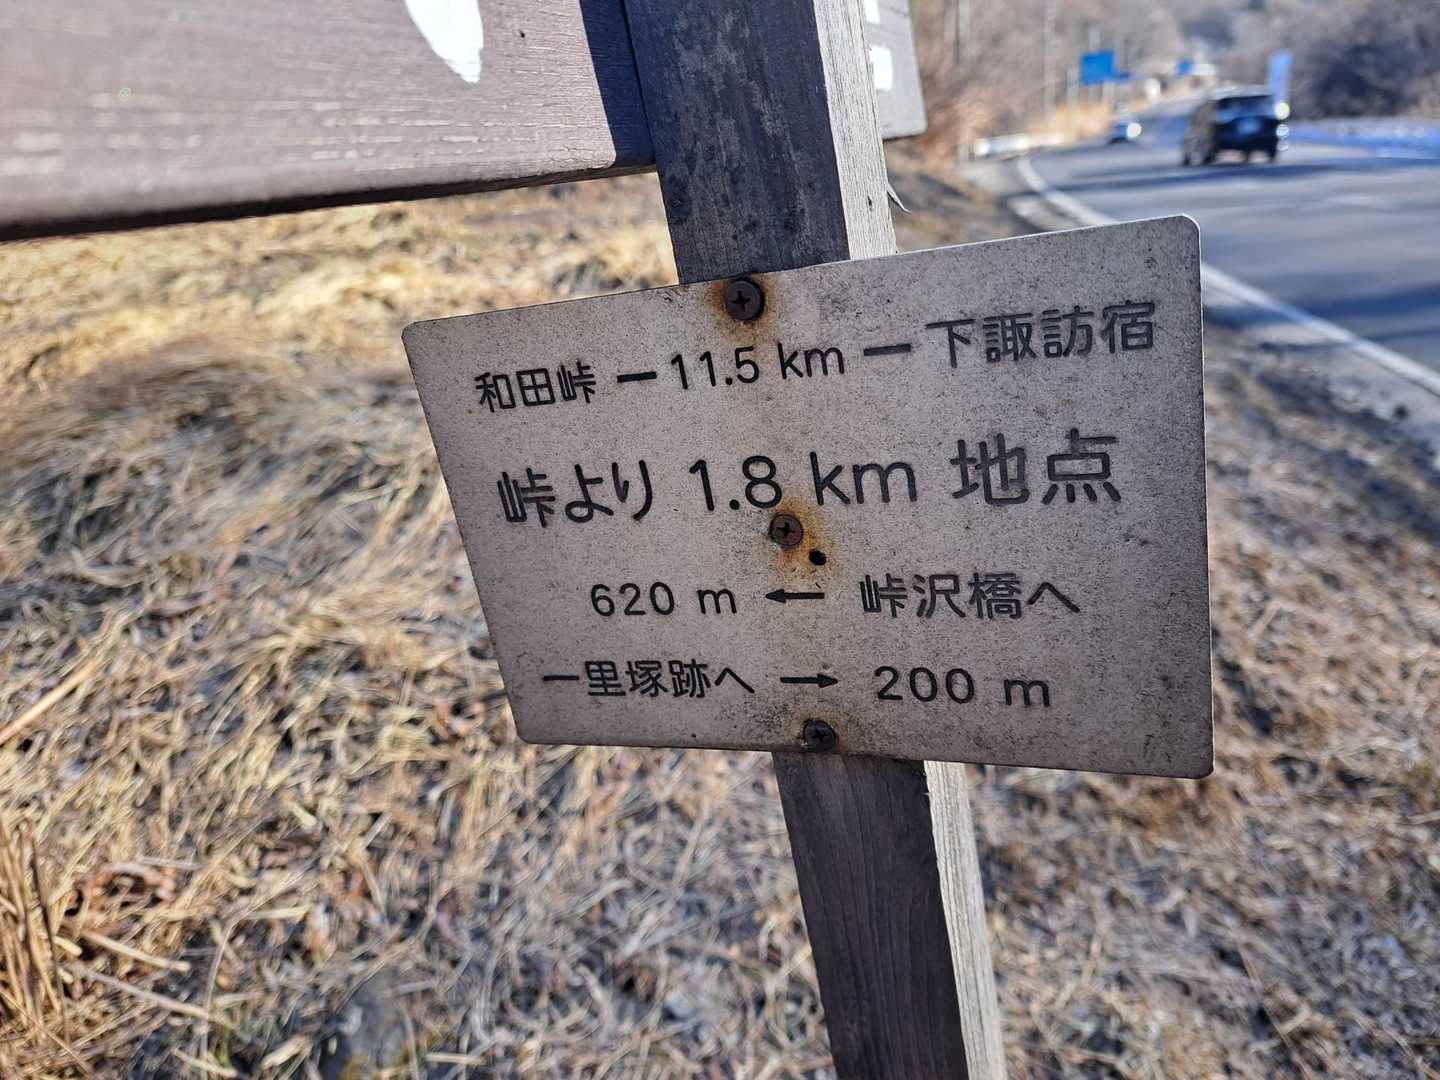 和田峠 ー 11.5 km ー 下諏訪宿
峠より 1.8 km 地点
620 m ← 峠沢橋へ
一里塚跡へ → 200 m